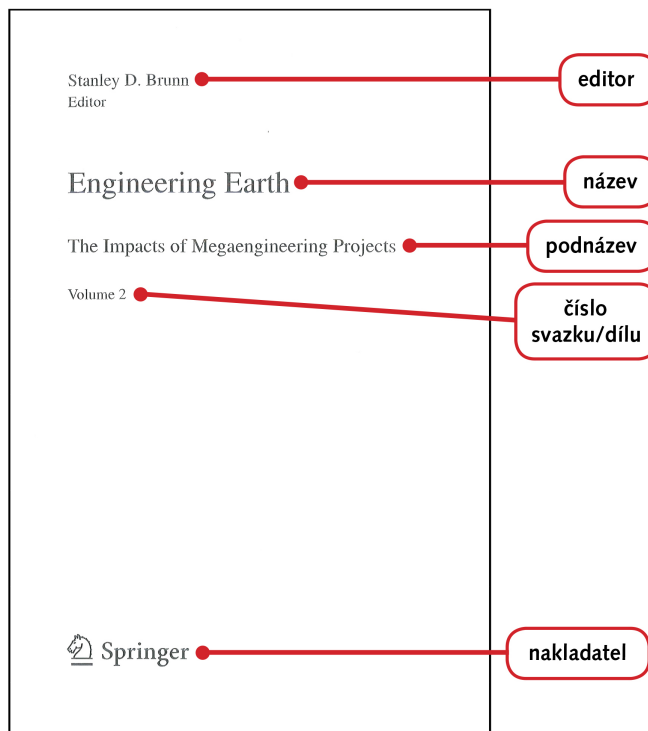 Stanley D. Brunn
Editor
editor
Engineering Earth
název
The Impacts of Megaengineering Projects
podnázev
Volume 2
číslo
svazku/dílu
Springer
nakladatel